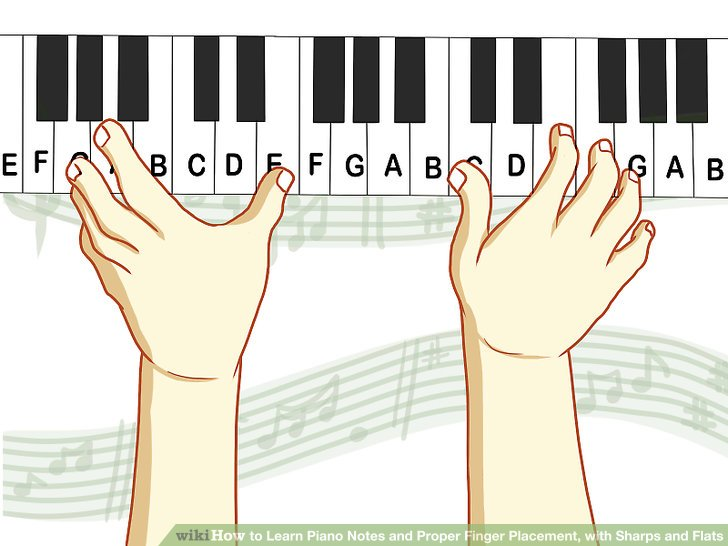 E F B C D E F G A B D G A B
wikiHow to Learn Piano Notes and Proper Finger Placement, with Sharps and Flats